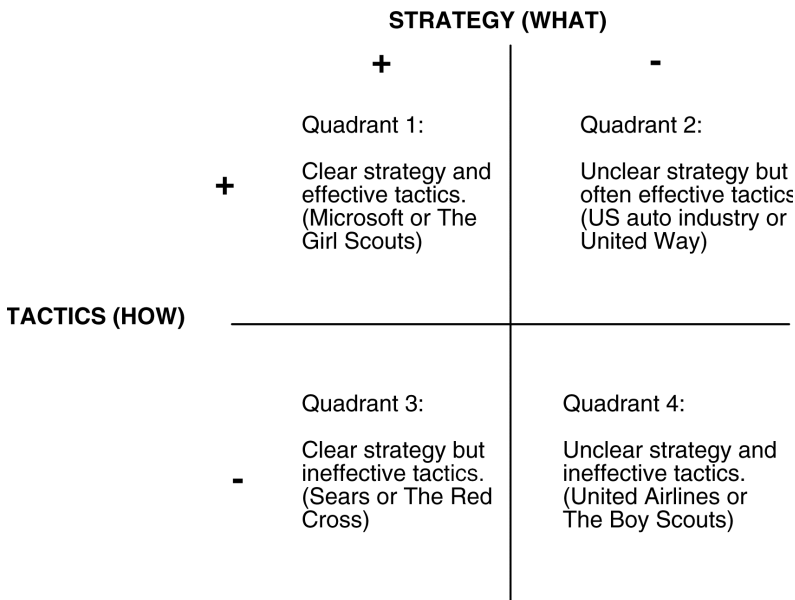 STRATEGY (WHAT)
+
-
Quadrant 1:
Clear strategy and
effective tactics.
(Microsoft or The
Girl Scouts)
Quadrant 2:
Unclear strategy but
often effective tactics
(US auto industry or
United Way)
+
TACTICS (HOW)
Quadrant 3:
Clear strategy but
ineffective tactics.
(Sears or The Red
Cross)
Quadrant 4:
Unclear strategy and
ineffective tactics.
(United Airlines or
The Boy Scouts)
-